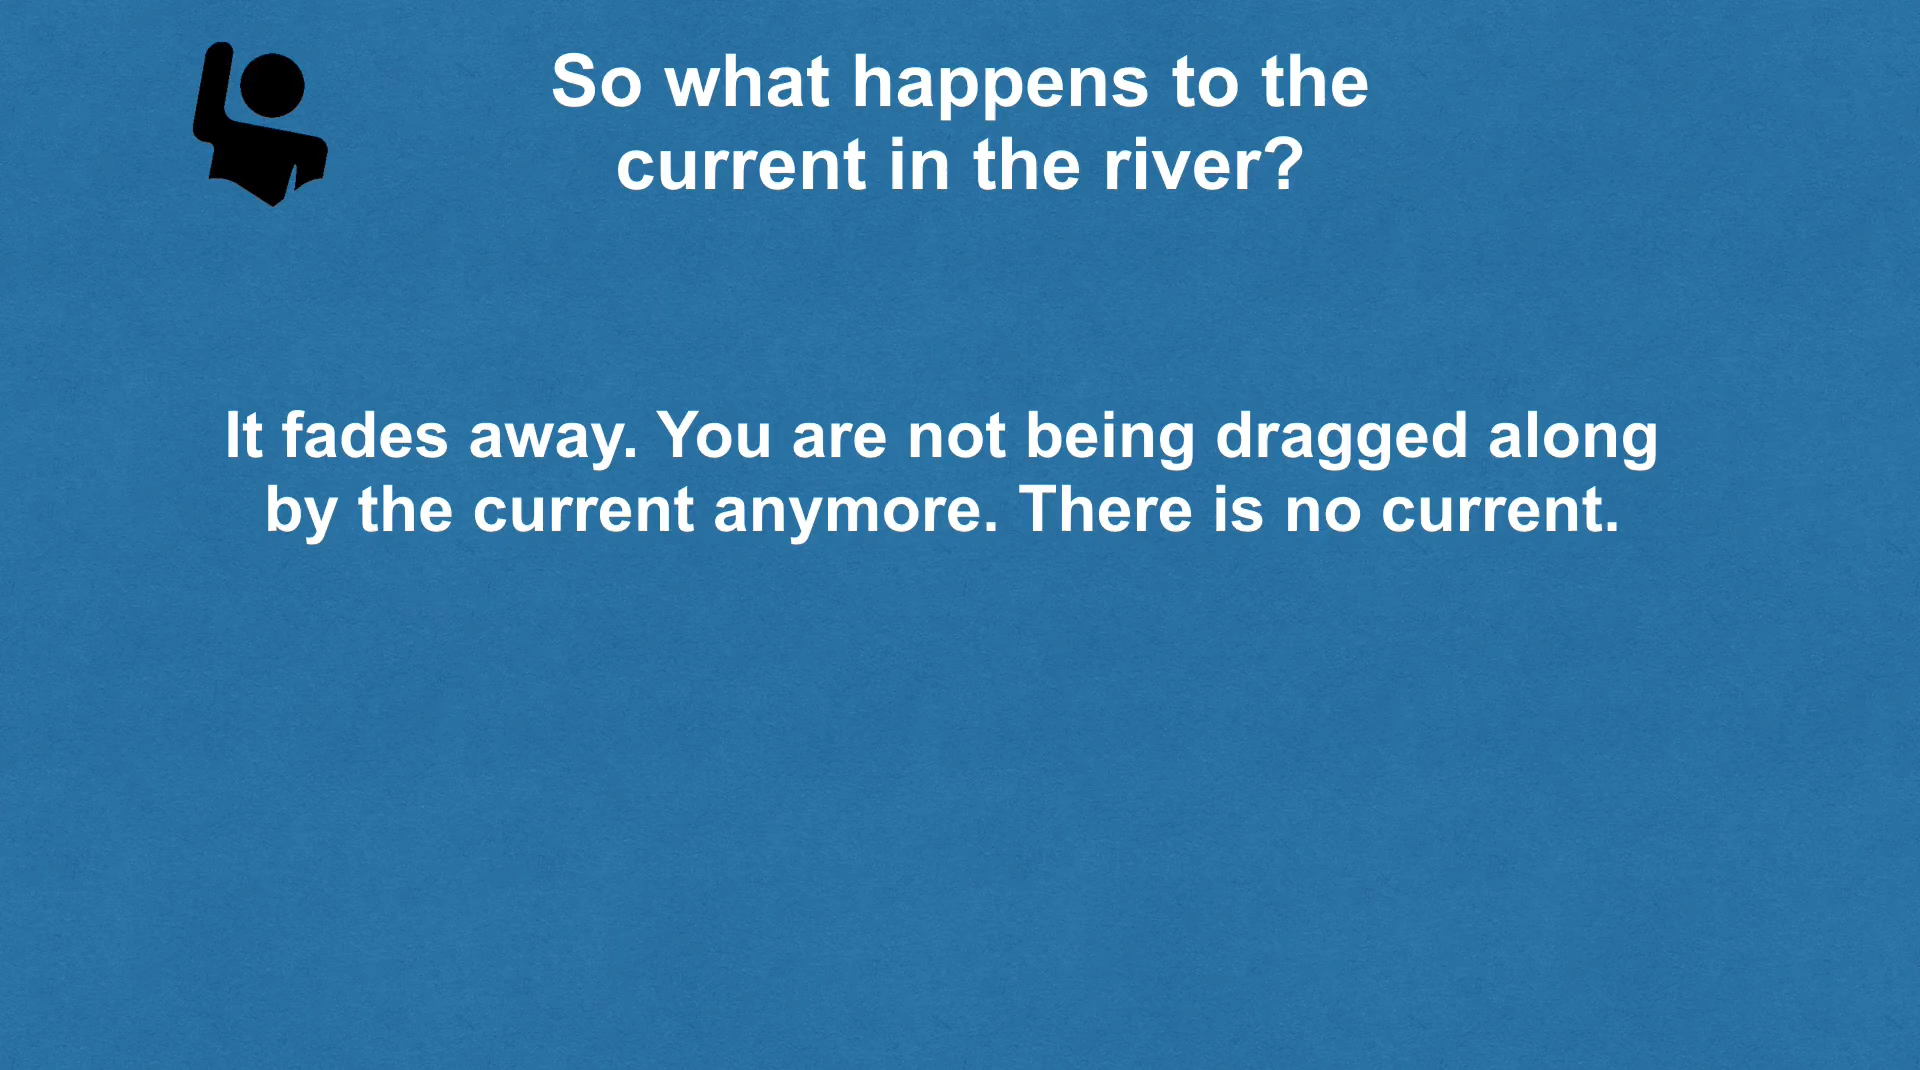 So what happens to the
current in the river?
It fades away. You are not being dragged along
by the current anymore. There is no current.